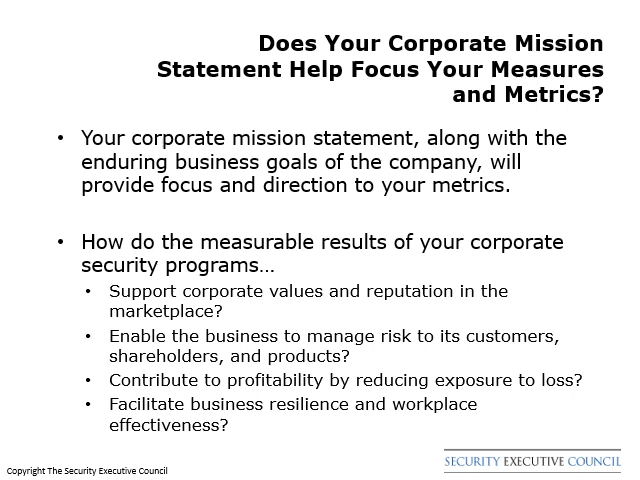 Does Your Corporate Mission
Statement Help Focus Your Measures
and Metrics?
• Your corporate mission statement, along with the
enduring business goals of the company, will
provide focus and direction to your metrics.
• How do the measurable results of your corporate
security programs…
• Support corporate values and reputation in the
marketplace?
• Enable the business to manage risk to its customers,
shareholders, and products?
• Contribute to profitability by reducing exposure to loss?
• Facilitate business resilience and workplace
effectiveness?
SECURITY EXECUTIVE COUNCIL
Copyright The Security Executive Council